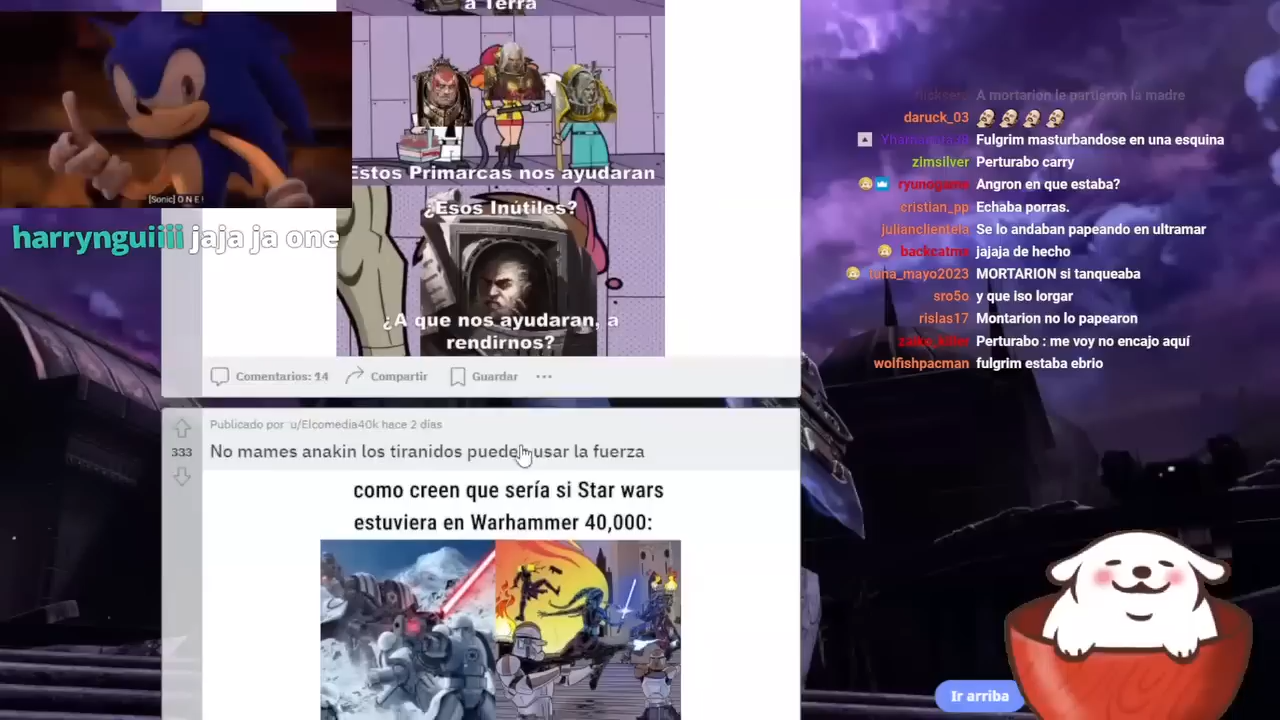 a Terra
Estos Primarcas nos ayudaran
[Sonic] ONE!
harrynguiiii jaja ja one
¿Esos Inútiles?
¿A que nos ayudaran, a
rendirnos?
Comentarios: 14 Compartir Guardar
Publicado por u/Elcomedia40k hace 2 días
333
No mames anakin los tiranidos pueden usar la fuerza
como creen que sería si Star wars
estuviera en Warhammer 40,000:
A mortarion le partieron la madre
daruck_03
Fulgrim masturbandose en una esquina
zimsilver Perturabo carry
Angron en que estaba?
cristian_pp Echaba porras.
julianclientela Se lo andaban papeando en ultramar
backcatmo jajaja de hecho
tuna_mayo2023 MORTARION si tanqueaba
sro5o y que iso lorgar
rislas17 Montarion no lo papearon
Perturabo : me voy no encajo aquí
wolfishpacman fulgrim estaba ebrio
Ir arriba